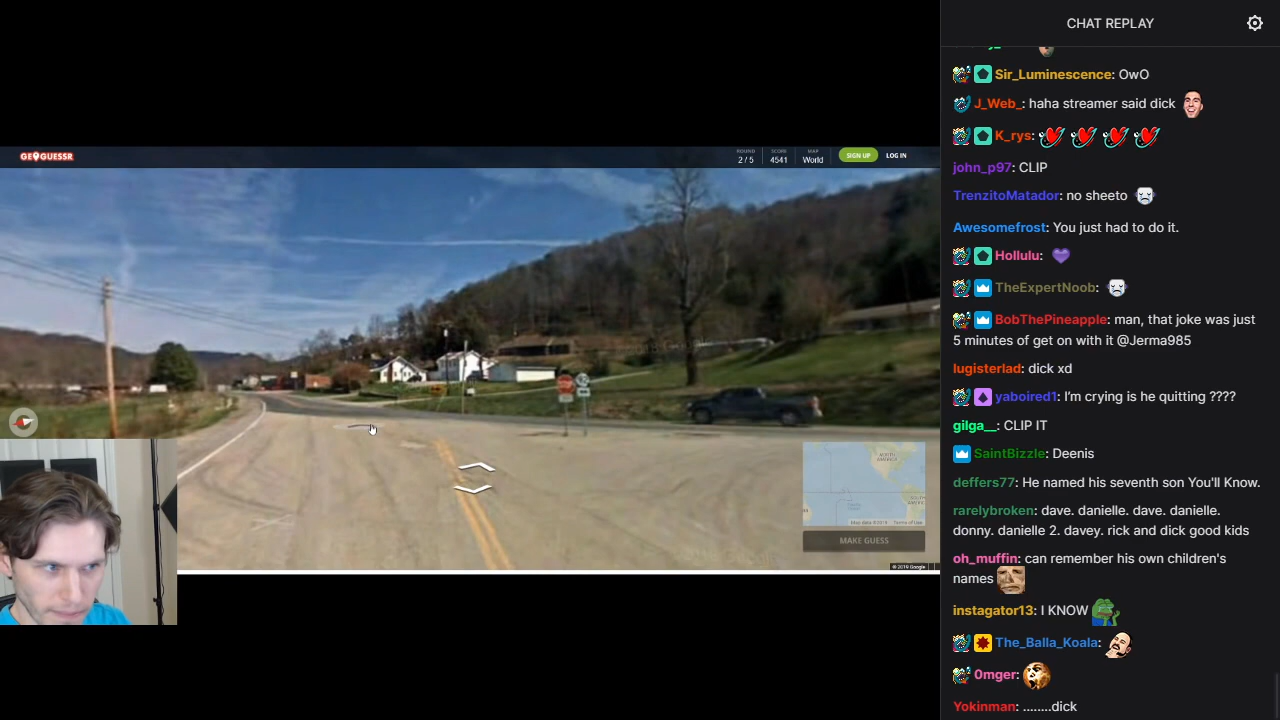 CHAT REPLAY
Sir_Luminescence: OwO
J_Web_: haha streamer said dick
K_rys:
john_p97: CLIP
TrenzitoMatador: no sheeto
Awesomefrost: You just had to do it.
Hollulu:
TheExpertNoob:
BobThePineapple: man, that joke was just
5 minutes of get on with it @Jerma985
lugisterlad: dick xd
yaboired1: I'm crying is he quitting ????
gilga__: CLIP IT
SaintBizzle: Deenis
deffers77: He named his seventh son You'll Know.
rarelybroken: dave. danielle. dave. danielle.
donny. danielle 2. davey. rick and dick good kids
oh_muffin: can remember his own children's
names
instagator13: I KNOW
The_Balla_Koala:
0mger:
Yokinman: ........dick
GEOGUESSR
ROUND
2 / 5
SCORE
4541
MAP
World
SIGN UP
LOG IN
MAKE GUESS
© 2019 Google